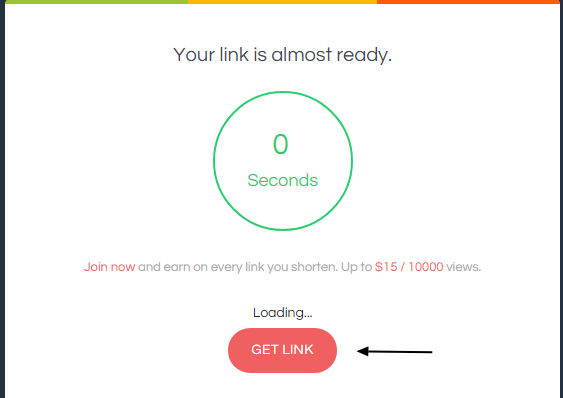 Your link is almost ready.
0
Seconds
Join now and earn on every link you shorten. Up to $15 / 10000 views.
Loading...
GET LINK